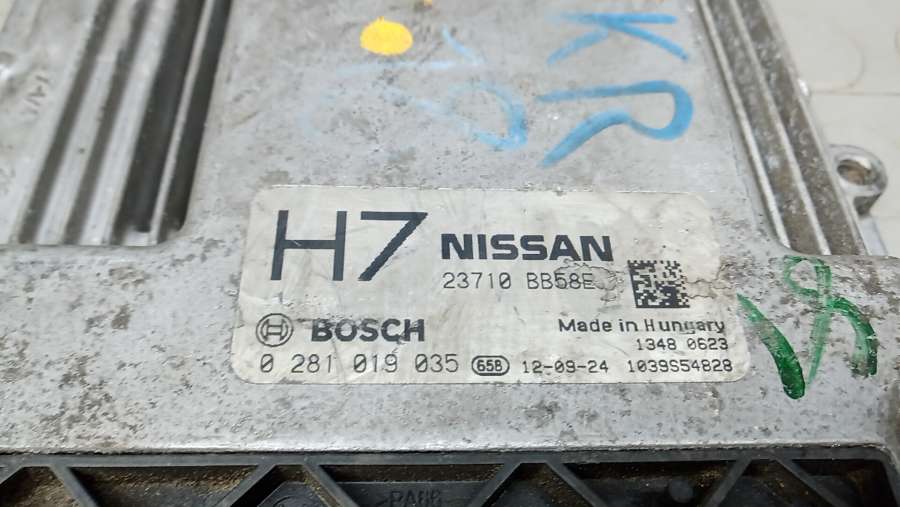 KR
H7 NISSAN
23710 BB58E
BOSCH Made in Hungary
1348 0623
0 281 019 035 658 12-09-24 1039S54828